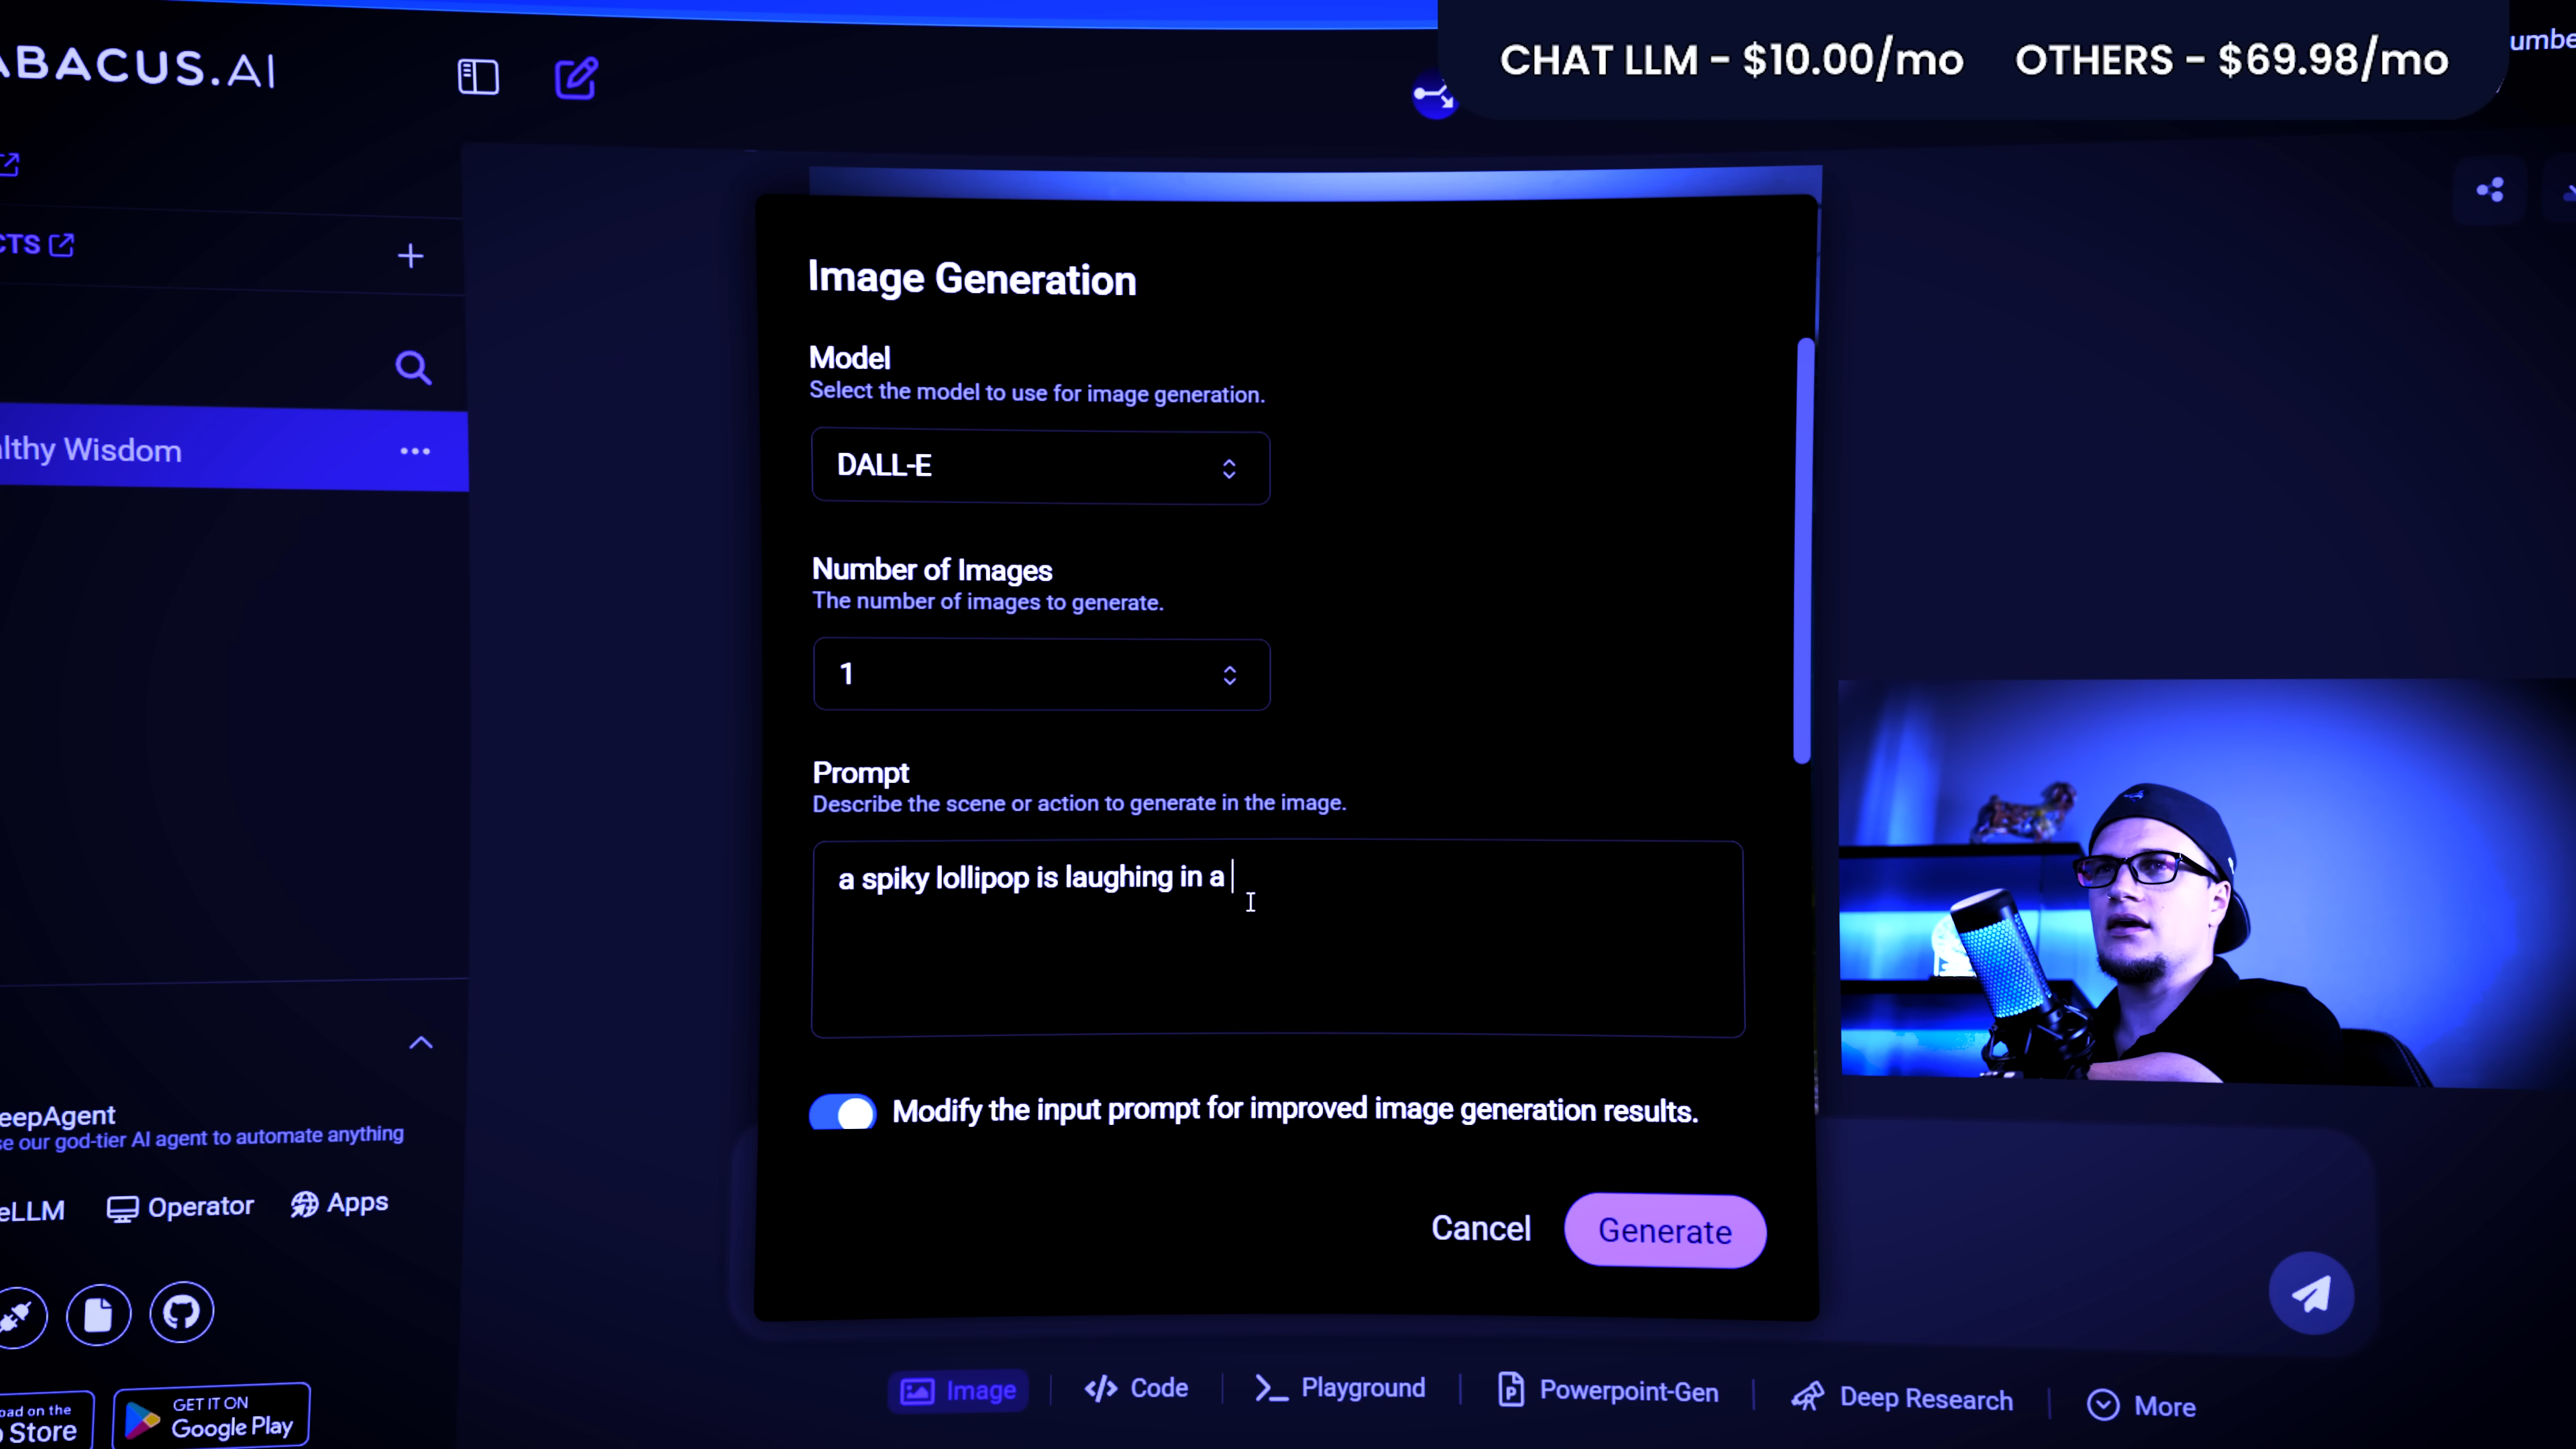 ABACUS.AI
CHAT LLM - $10.00/mo OTHERS - $69.98/mo
Image Generation
Model
Select the model to use for image generation.
DALL-E
lthy Wisdom
Number of Images
The number of images to generate.
1
Prompt
Describe the scene or action to generate in the image.
a spiky lollipop is laughing in a
Modify the input prompt for improved image generation results.
Cancel Generate
eepAgent
se our god-tier AI agent to automate anything
eLLM Operator Apps
GET IT ON
Google Play
oad on the
Store
Image Code Playground Powerpoint-Gen Deep Research More